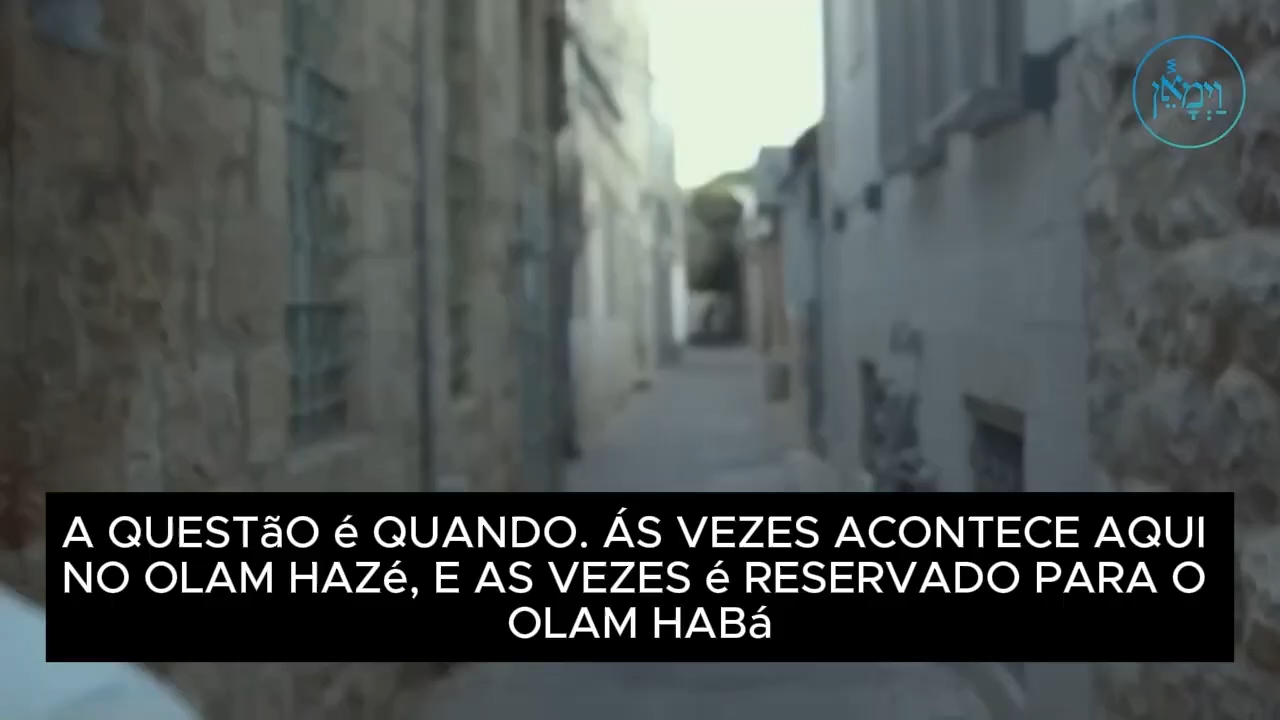 וַיְמָאֵ֓ן
A QUESTãO é QUANDO. ÁS VEZES ACONTECE AQUI
NO OLAM HAZé, E AS VEZES é RESERVADO PARA O
OLAM HABá